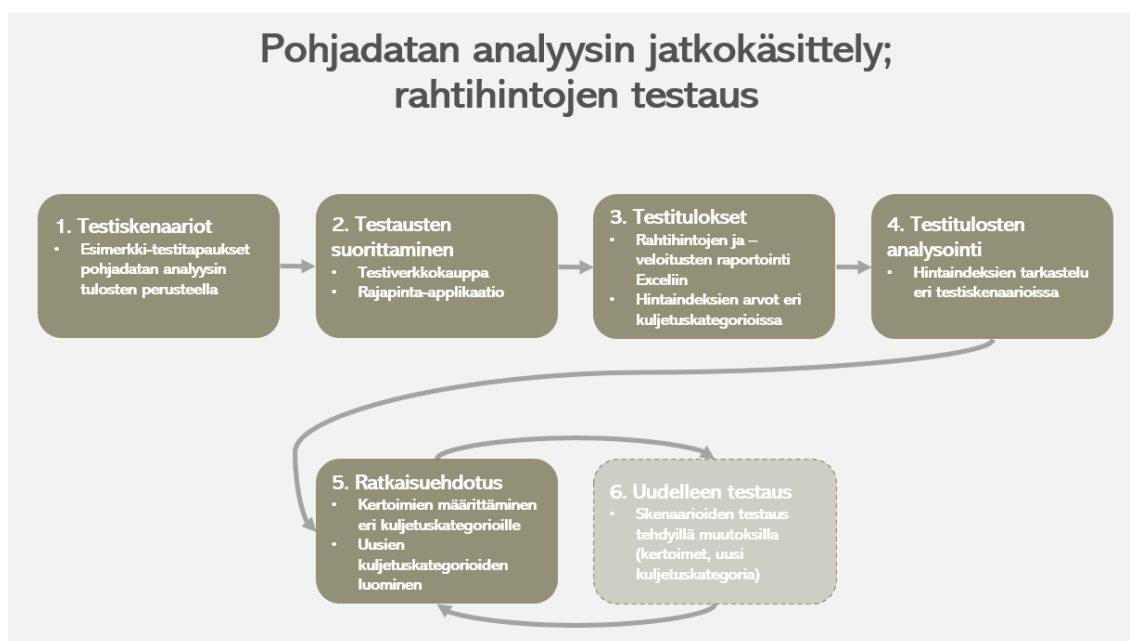 Pohjadatan analyysin jatkokäsittely;
rahtihintojen testaus
1. Testiskenaariot
• Esimerkki-testitapaukset
pohjadatan analyysin
tulosten perusteella
2. Testausten
suorittaminen
• Testiverkkokauppa
• Rajapinta-applikaatio
3. Testitulokset
• Rahtihintojen ja –
veloitusten raportointi
Exceliin
• Hintaindeksien arvot eri
kuljetuskategorioissa
4. Testitulosten
analysointi
• Hintaindeksien tarkastelu
eri testiskenaarioissa
5. Ratkaisuehdotus
• Kertoimien määrittäminen
eri kuljetuskategorioille
• Uusien
kuljetuskategorioiden
luominen
6. Uudelleen testaus
• Skenaarioiden testaus
tehdyillä muutoksilla
(kertoimet, uusi
kuljetuskategoria)